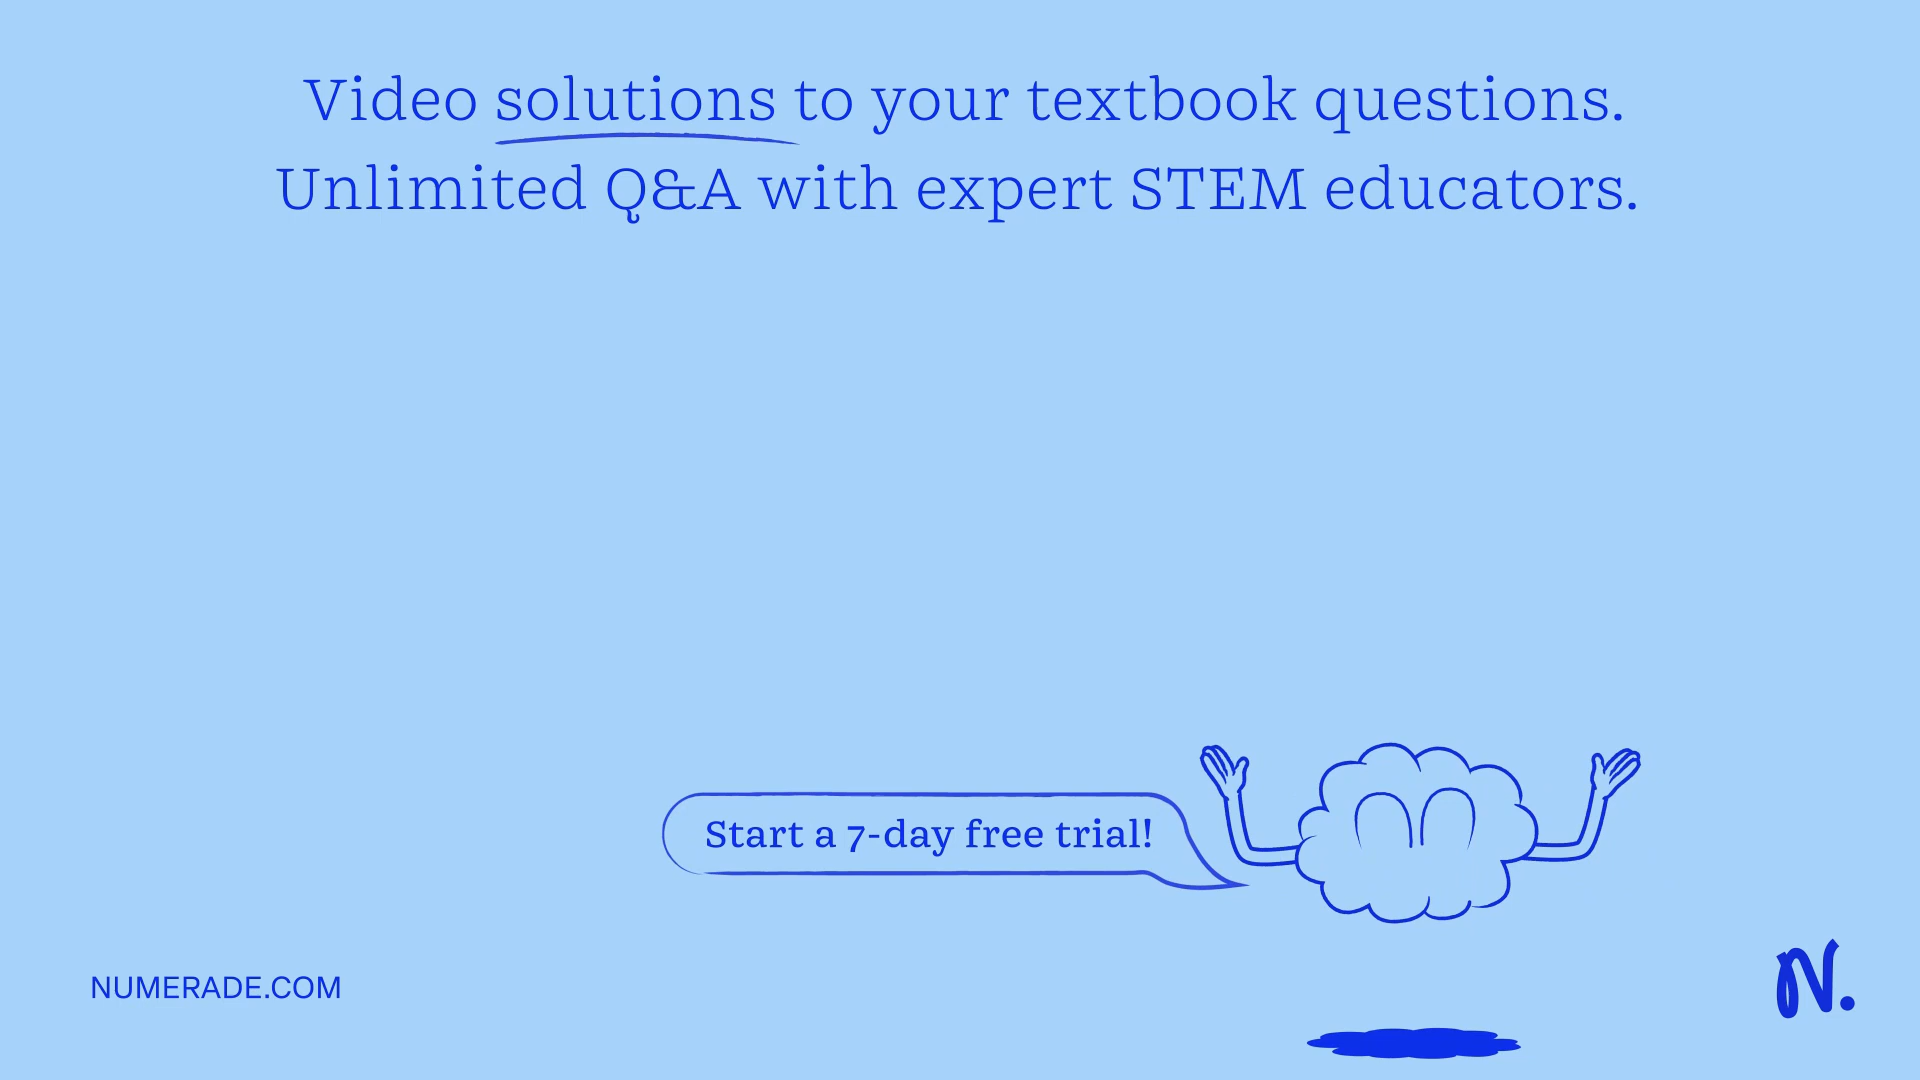 Video solutions to your textbook questions.
Unlimited Q&A with expert STEM educators.
Start a 7-day free trial!
NUMERADE.COM
N.